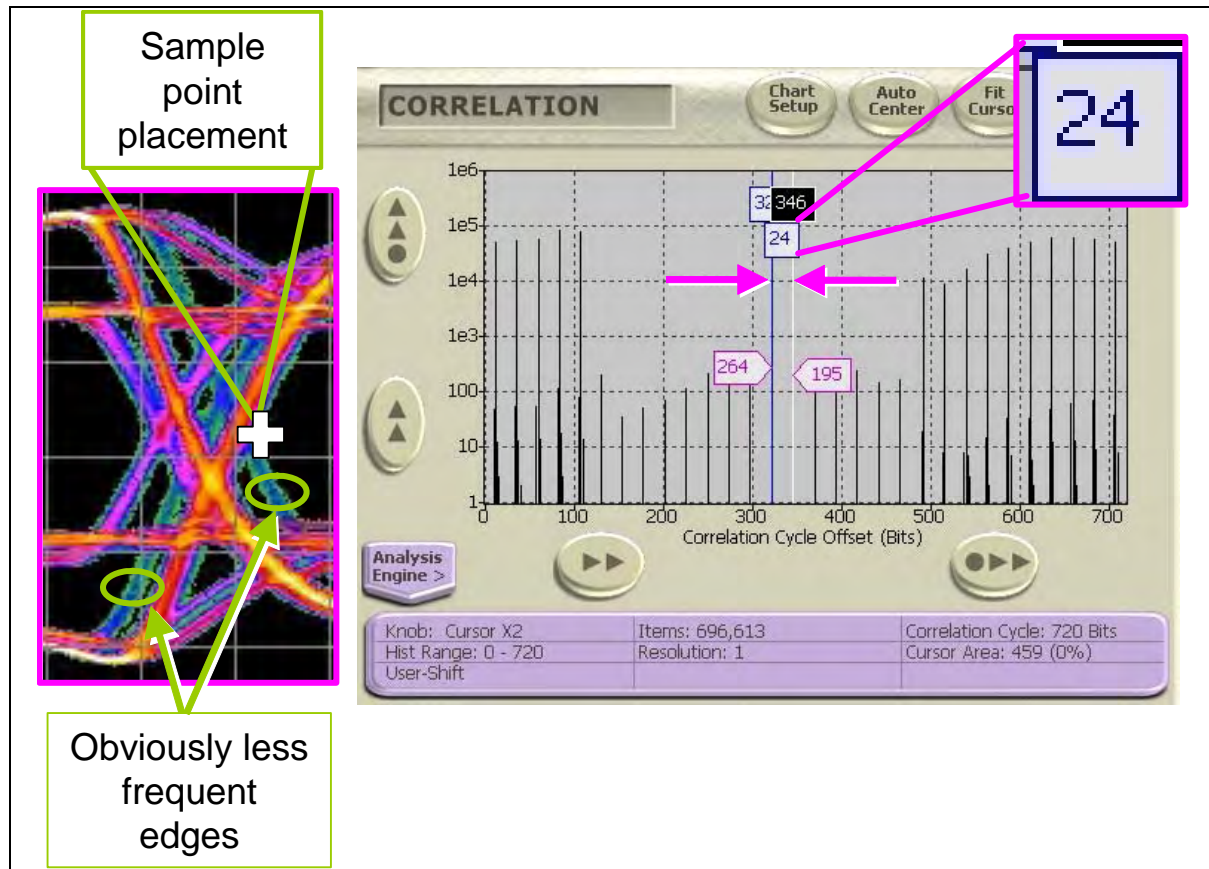 Sample
point
placement
CORRELATION
Chart
Setup
Auto
Center
Fit
24
1e6
1e5
1e4
1e3
100
10
1
346
24
264
195
0
100
200
300
400
500
600
700
Correlation Cycle Offset (Bits)
Analysis
Engine >
Knob: Cursor X2
Items: 696,613
Correlation Cycle: 720 Bits
Hist Range: 0 - 720
Resolution: 1
Cursor Area: 459 (0%)
User-Shift
Obviously less
frequent
edges